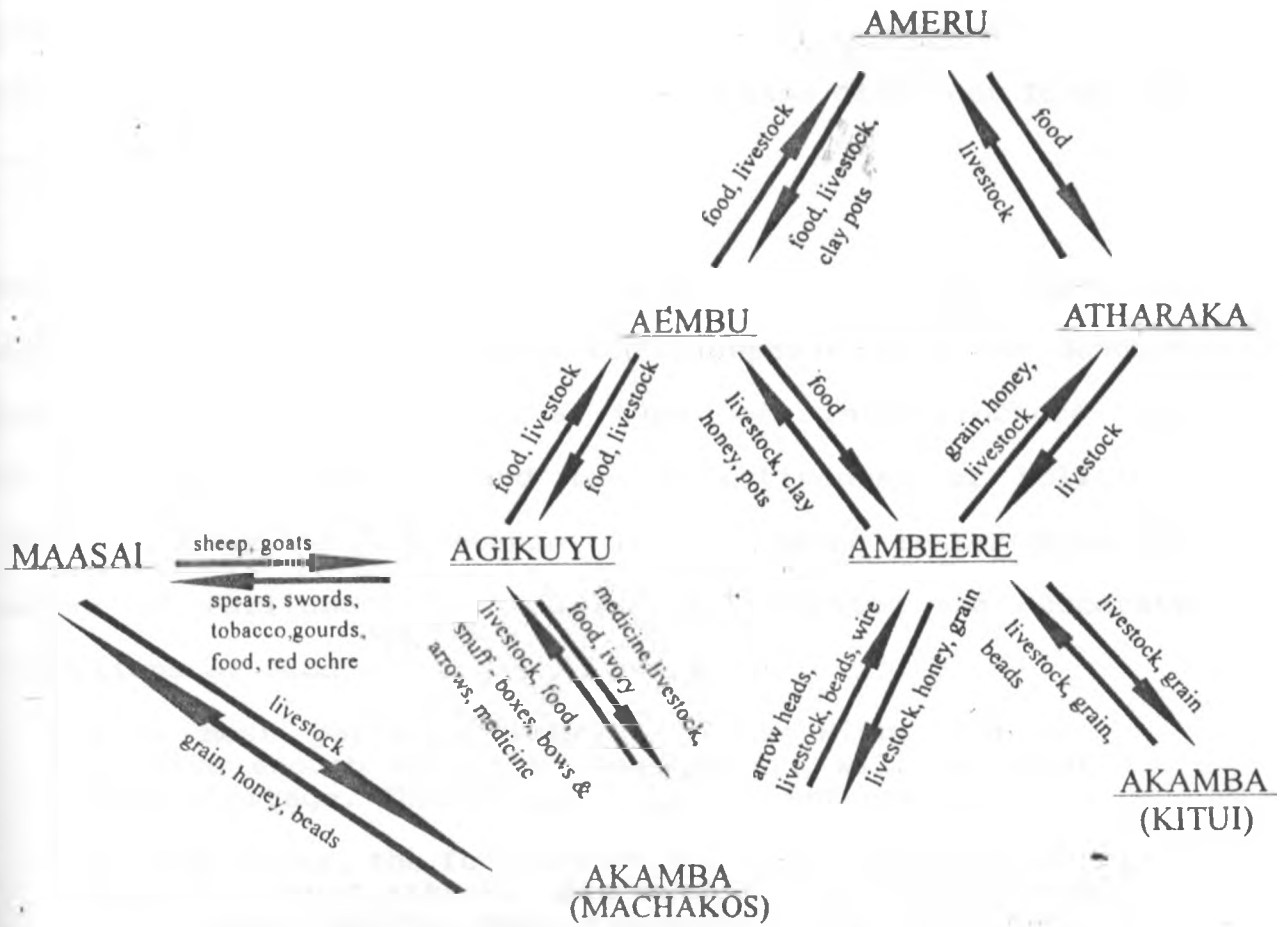 AMERU
food, livestock
food, livestock,
clay pots
food
livestock
AEMBU
ATHARAKA
food, livestock
food, livestock
food
livestock, clay
honey, pots
grain, honey,
livestock
livestock
MAASAI
sheep, goats
spears, swords,
tobacco,gourds,
food, red ochre
AGIKUYU
AMBEERE
medicine livestock,
food, ivory
livestock, food,
snuff - boxes, bows &
arrows, medicine
arrow heads,
livestock, beads, wire
livestock, honey, grain
livestock, grain
livestock, grain,
beads
livestock
grain, honey, beads
AKAMBA
(KITUI)
AKAMBA
(MACHAKOS)